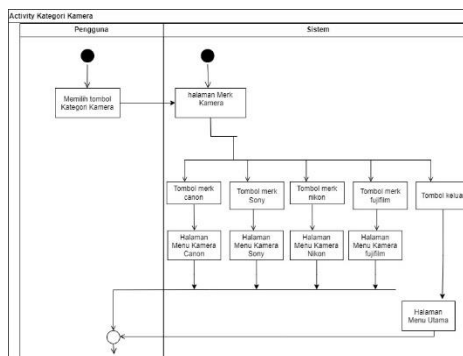 Activity Kategori Kamera
Pengguna
Sistem
Memilih tombol
Kategori Kamera
halaman Merk
Kamera
Tombol merk
canon
Tombol merk
Sony
Tombol merk
nikon
Tombol merk
fujifilm
Tombol keluar
Halaman
Menu Kamera
Canon
Halaman
Menu Kamera
Sony
Halaman
Menu Kamera
Nikon
Halaman
Menu Kamera
fujifilm
Halaman
Menu Utama